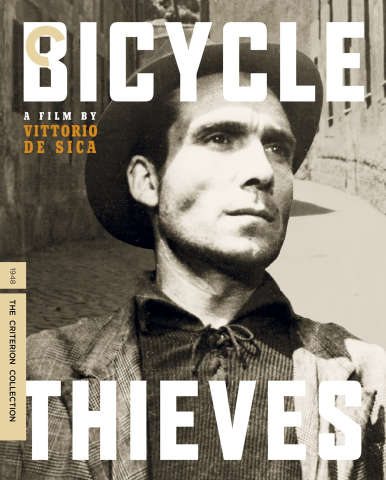 BICYCLE
A FILM BY
VITTORIO
DE SICA
1948
THE CRITERION COLLECTION
THIEVES